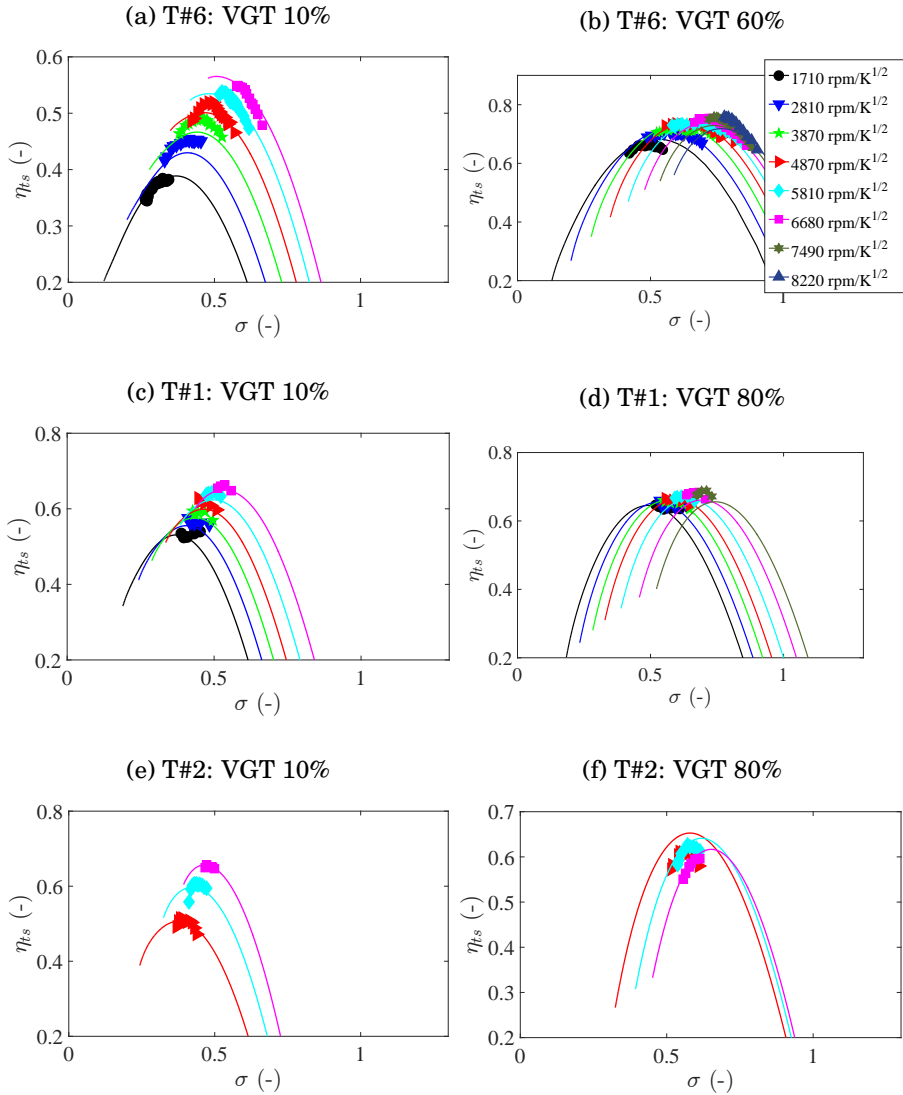 (a) T#6: VGT 10%
0.6
0.5
0.4
0.3
0.2
η_ts (-)
0 0.5 1
σ (-)
(b) T#6: VGT 60%
0.8
0.6
0.4
0.2
η_ts (-)
0 0.5 1
σ (-)
1710 rpm/K^1/2
2810 rpm/K^1/2
3870 rpm/K^1/2
4870 rpm/K^1/2
5810 rpm/K^1/2
6680 rpm/K^1/2
7490 rpm/K^1/2
8220 rpm/K^1/2
(c) T#1: VGT 10%
0.8
0.6
0.4
0.2
η_ts (-)
0 0.5 1
σ (-)
(d) T#1: VGT 80%
0.8
0.6
0.4
0.2
η_ts (-)
0 0.5 1
σ (-)
(e) T#2: VGT 10%
0.8
0.6
0.4
0.2
η_ts (-)
0 0.5 1
σ (-)
(f) T#2: VGT 80%
0.7
0.6
0.5
0.4
0.3
0.2
η_ts (-)
0 0.5 1
σ (-)